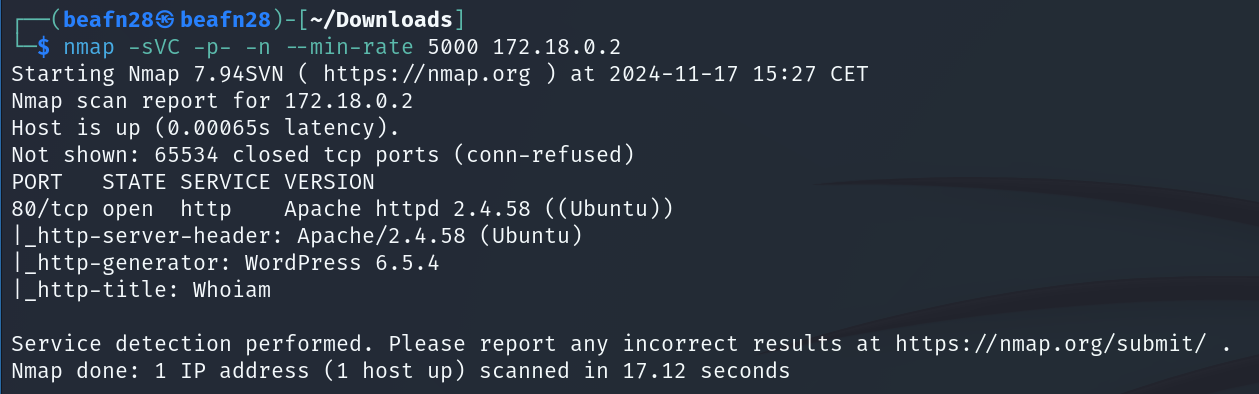 ┌──(beafn28㉿beafn28)-[~/Downloads]
└─$ nmap -sVC -p- -n --min-rate 5000 172.18.0.2
Starting Nmap 7.94SVN ( https://nmap.org ) at 2024-11-17 15:27 CET
Nmap scan report for 172.18.0.2
Host is up (0.00065s latency).
Not shown: 65534 closed tcp ports (conn-refused)
PORT   STATE SERVICE VERSION
80/tcp open  http    Apache httpd 2.4.58 ((Ubuntu))
|_http-server-header: Apache/2.4.58 (Ubuntu)
|_http-generator: WordPress 6.5.4
|_http-title: Whoiam
Service detection performed. Please report any incorrect results at https://nmap.org/submit/ .
Nmap done: 1 IP address (1 host up) scanned in 17.12 seconds